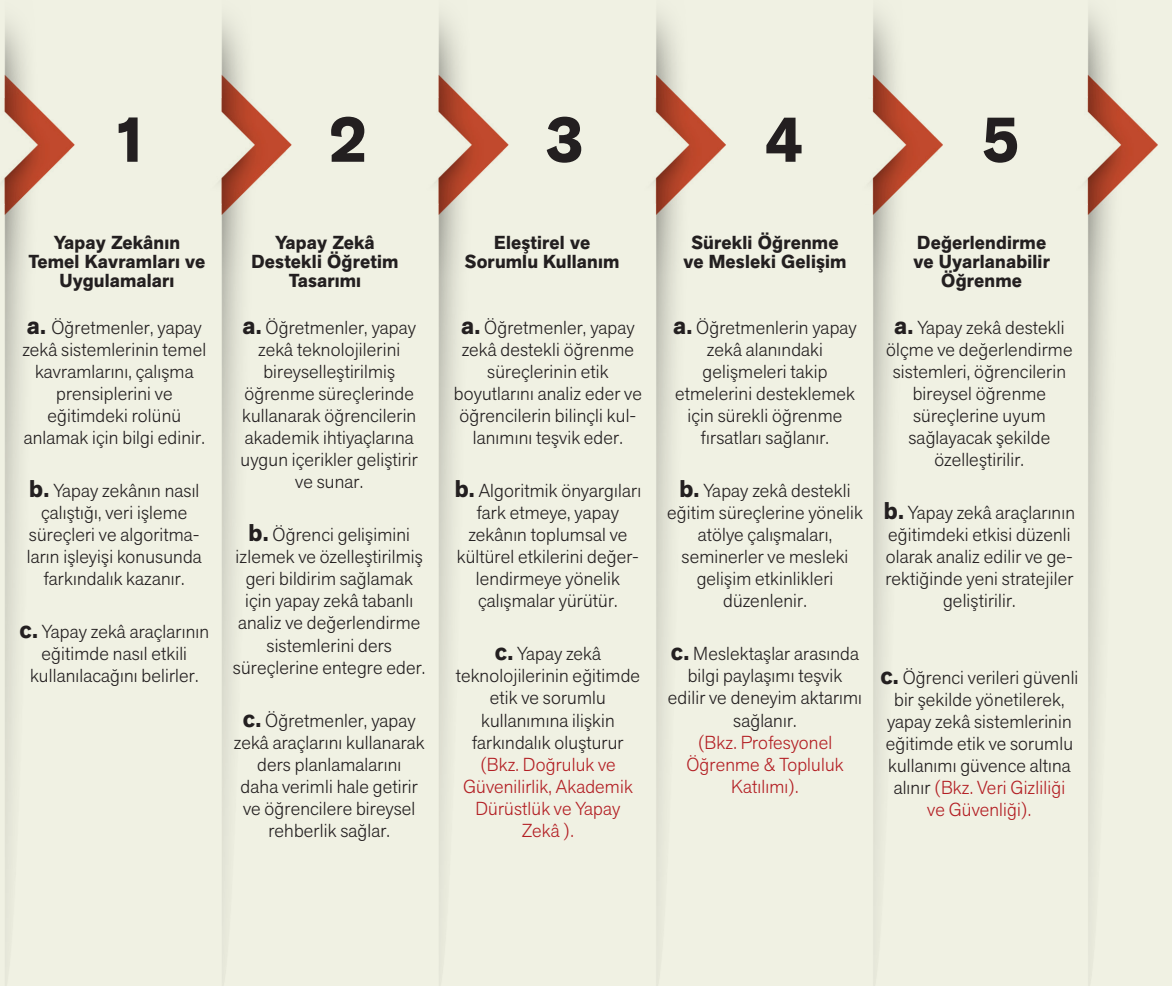 1
Yapay Zekânın
Temel Kavramları ve
Uygulamaları
a. Öğretmenler, yapay
zekâ sistemlerinin temel
kavramlarını, çalışma
prensiplerini ve
eğitimdeki rolünü
anlamak için bilgi edinir.
b. Yapay zekânın nasıl
çalıştığı, veri işleme
süreçleri ve algoritma-
ların işleyişi konusunda
farkındalık kazanır.
c. Yapay zekâ araçlarının
eğitimde nasıl etkili
kullanılacağını belirler.
2
Yapay Zekâ
Destekli Öğretim
Tasarımı
a. Öğretmenler, yapay
zekâ teknolojilerini
bireyselleştirilmiş
öğrenme süreçlerinde
kullanarak öğrencilerin
akademik ihtiyaçlarına
uygun içerikler geliştirir
ve sunar.
b. Öğrenci gelişimini
izlemek ve özelleştirilmiş
geri bildirim sağlamak
için yapay zekâ tabanlı
analiz ve değerlendirme
sistemlerini ders
süreçlerine entegre eder.
c. Öğretmenler, yapay
zekâ araçlarını kullanarak
ders planlamalarını
daha verimli hale getirir
ve öğrencilere bireysel
rehberlik sağlar.
3
Eleştirel ve
Sorumlu Kullanım
a. Öğretmenler, yapay
zekâ destekli öğrenme
süreçlerinin etik
boyutlarını analiz eder ve
öğrencilerin bilinçli kul-
lanımını teşvik eder.
b. Algoritmik önyargıları
fark etmeye, yapay
zekânın toplumsal ve
kültürel etkilerini değer-
lendirmeye yönelik
çalışmalar yürütür.
c. Yapay zekâ
teknolojilerinin eğitimde
etik ve sorumlu
kullanımına ilişkin
farkındalık oluşturur
(Bkz. Doğruluk ve
Güvenilirlik, Akademik
Dürüstlük ve Yapay
Zekâ ).
4
Sürekli Öğrenme
ve Mesleki Gelişim
a. Öğretmenlerin yapay
zekâ alanındaki
gelişmeleri takip
etmelerini desteklemek
için sürekli öğrenme
fırsatları sağlanır.
b. Yapay zekâ destekli
eğitim süreçlerine yönelik
atölye çalışmaları,
seminerler ve mesleki
gelişim etkinlikleri
düzenlenir.
c. Meslektaşlar arasında
bilgi paylaşımı teşvik
edilir ve deneyim aktarımı
sağlanır.
(Bkz. Profesyonel
Öğrenme & Topluluk
Katılımı).
5
Değerlendirme
ve Uyarlanabilir
Öğrenme
a. Yapay zekâ destekli
ölçme ve değerlendirme
sistemleri, öğrencilerin
bireysel öğrenme
süreçlerine uyum
sağlayacak şekilde
özelleştirilir.
b. Yapay zekâ araçlarının
eğitimdeki etkisi düzenli
olarak analiz edilir ve ge-
rektiğinde yeni stratejiler
geliştirilir.
c. Öğrenci verileri güvenli
bir şekilde yönetilerek,
yapay zekâ sistemlerinin
eğitimde etik ve sorumlu
kullanımı güvence altına
alınır (Bkz. Veri Gizliliği
ve Güvenliği).